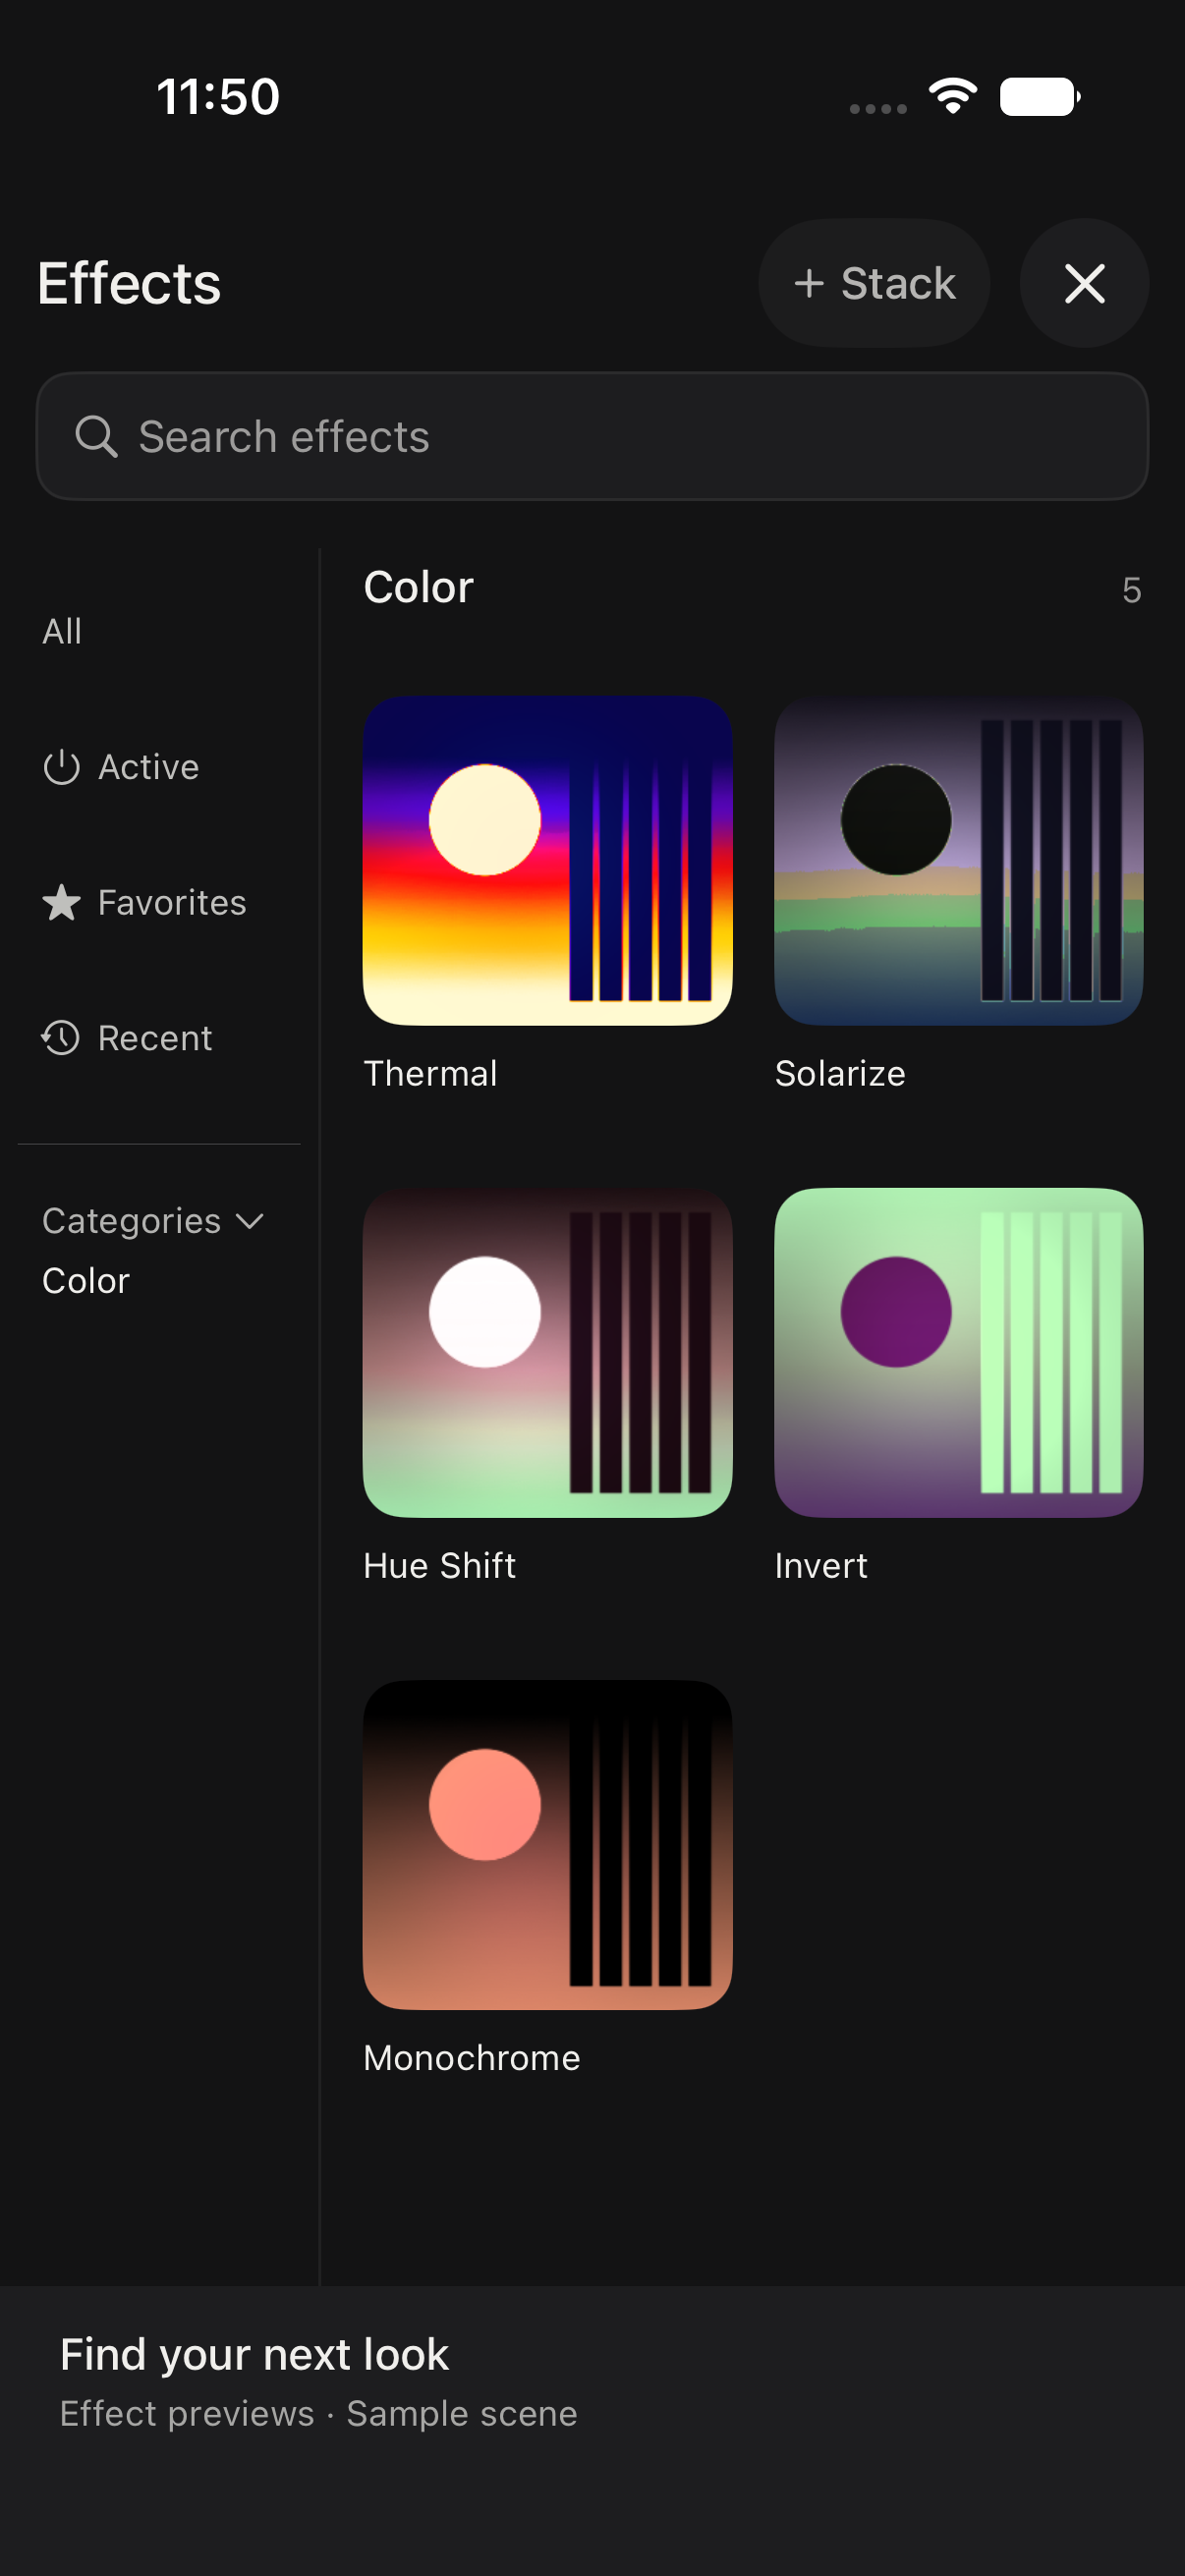 11:50
Effects
+ Stack
Search effects
All
Active
Favorites
Recent
Categories
Color
Color
5
Thermal
Solarize
Hue Shift
Invert
Monochrome
Find your next look
Effect previews · Sample scene